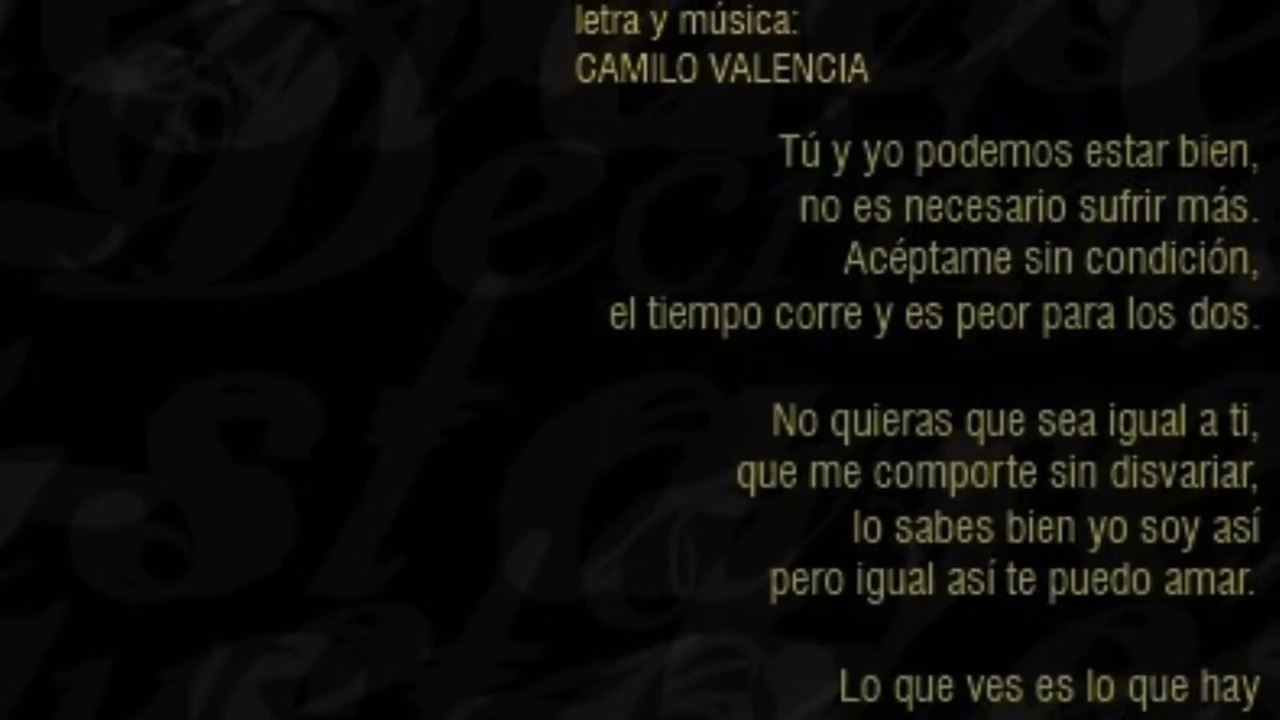 letra y música:
CAMILO VALENCIA
Tú y yo podemos estar bien,
no es necesario sufrir más.
Acéptame sin condición,
el tiempo corre y es peor para los dos.
No quieras que sea igual a ti,
que me comporte sin disvariar,
lo sabes bien yo soy así
pero igual así te puedo amar.
Lo que ves es lo que hay